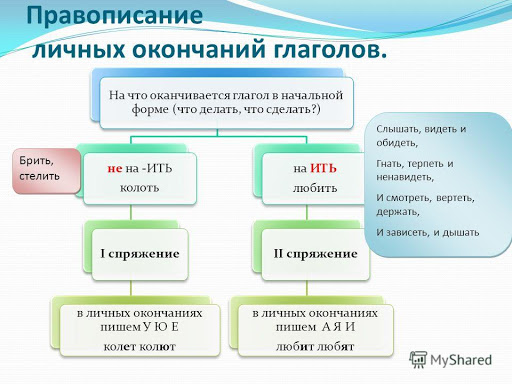 Правописание
личных окончаний глаголов.
На что оканчивается глагол в начальной
форме (что делать, что сделать?)
Брить,
стелить
не на -ИТЬ
колоть
на ИТЬ
любить
Слышать, видеть и
обидеть,
Гнать, терпеть и
ненавидеть,
И смотреть, вертеть,
держать,
И зависеть, и дышать
I спряжение
II спряжение
в личных окончаниях
пишем У Ю Е
колет колют
в личных окончаниях
пишем А Я И
любит любят
MyShared